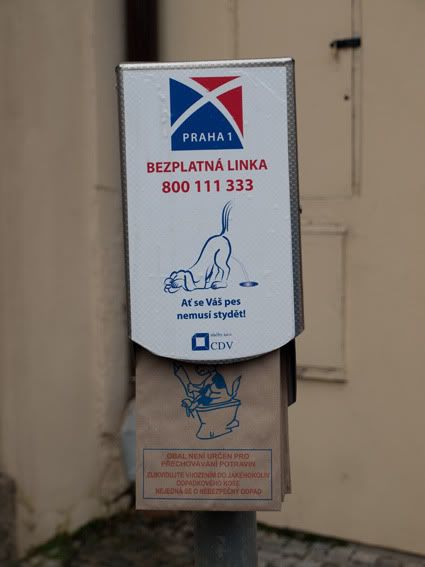 PRAHA 1
BEZPLATNÁ LINKA
800 111 333
Ať se Váš pes
nemusí stydět!
CDV
OBAL NENÍ URČEN PRO
PŘECHOVÁVÁNÍ POTRAVIN
ZLIKVIDUJTE VHOZENÍM DO JAKÉHOKOLIV
ODPADKOVÉHO KOŠE
NEJEDNÁ SE O NEBEZPEČNÝ ODPAD